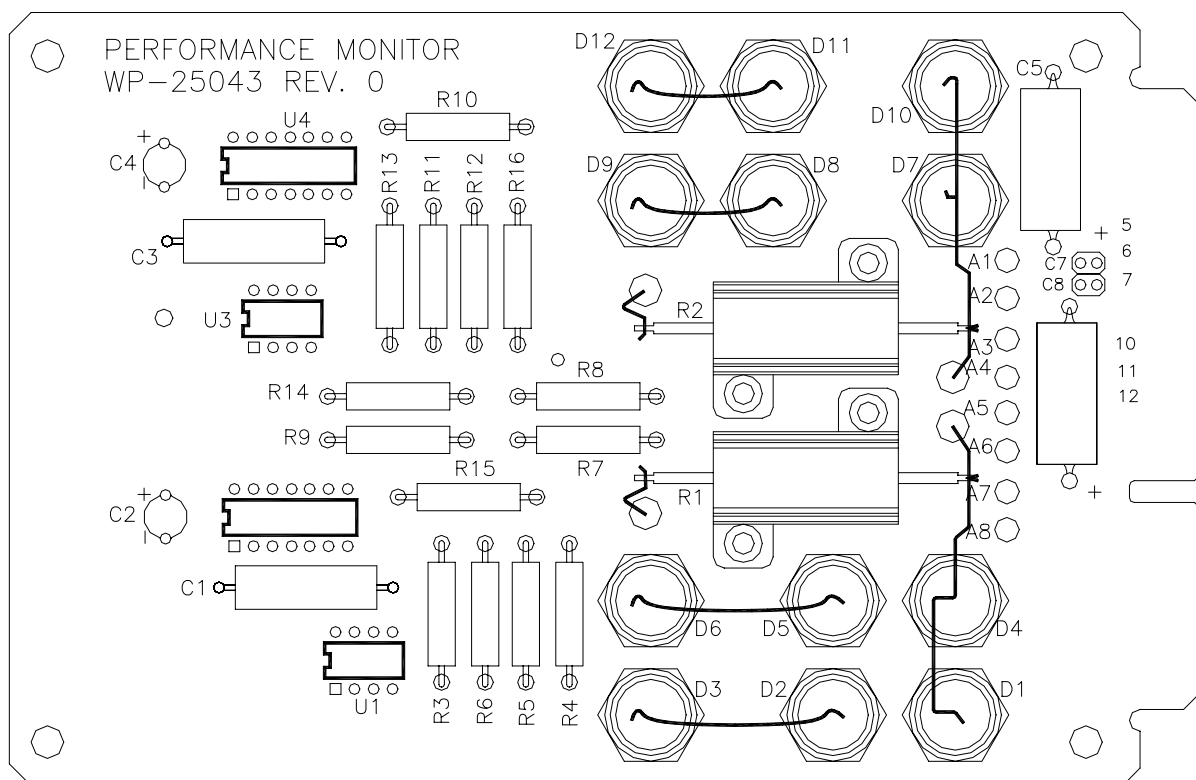 PERFORMANCE MONITOR
WP-25043 REV. 0
D12
D11
C5
R10
D10
U4
+
C4
R13
R11
R12
R16
D9
D8
D7
+
5
6
7
C3
A1
C7
C8
A2
U3
R2
A3
10
A4
11
12
R14
R8
A5
R9
R7
A6
R15
R1
A7
+
+
C2
A8
C1
D6
D5
D4
U1
R3
R6
R5
R4
D3
D2
D1